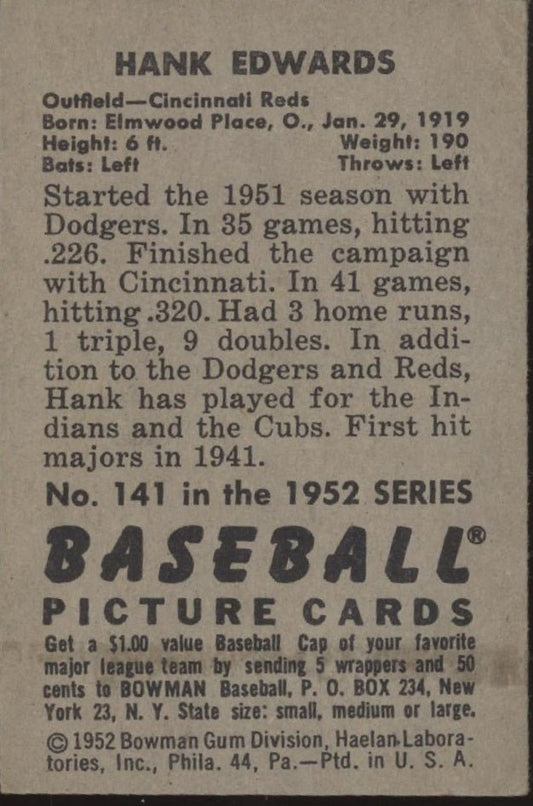 HANK EDWARDS
Outfield—Cincinnati Reds
Born: Elmwood Place, O., Jan. 29, 1919
Height: 6 ft. Weight: 190
Bats: Left Throws: Left
Started the 1951 season with
Dodgers. In 35 games, hitting
.226. Finished the campaign
with Cincinnati. In 41 games,
hitting .320. Had 3 home runs,
1 triple, 9 doubles. In addi-
tion to the Dodgers and Reds,
Hank has played for the In-
dians and the Cubs. First hit
majors in 1941.
No. 141 in the 1952 SERIES
BASEBALL®
PICTURE CARDS
Get a $1.00 value Baseball Cap of your favorite
major league team by sending 5 wrappers and 50
cents to BOWMAN Baseball, P. O. BOX 234, New
York 23, N. Y. State size: small, medium or large.
© 1952 Bowman Gum Division, Haelan Labora-
tories, Inc., Phila. 44, Pa.—Ptd. in U. S. A.